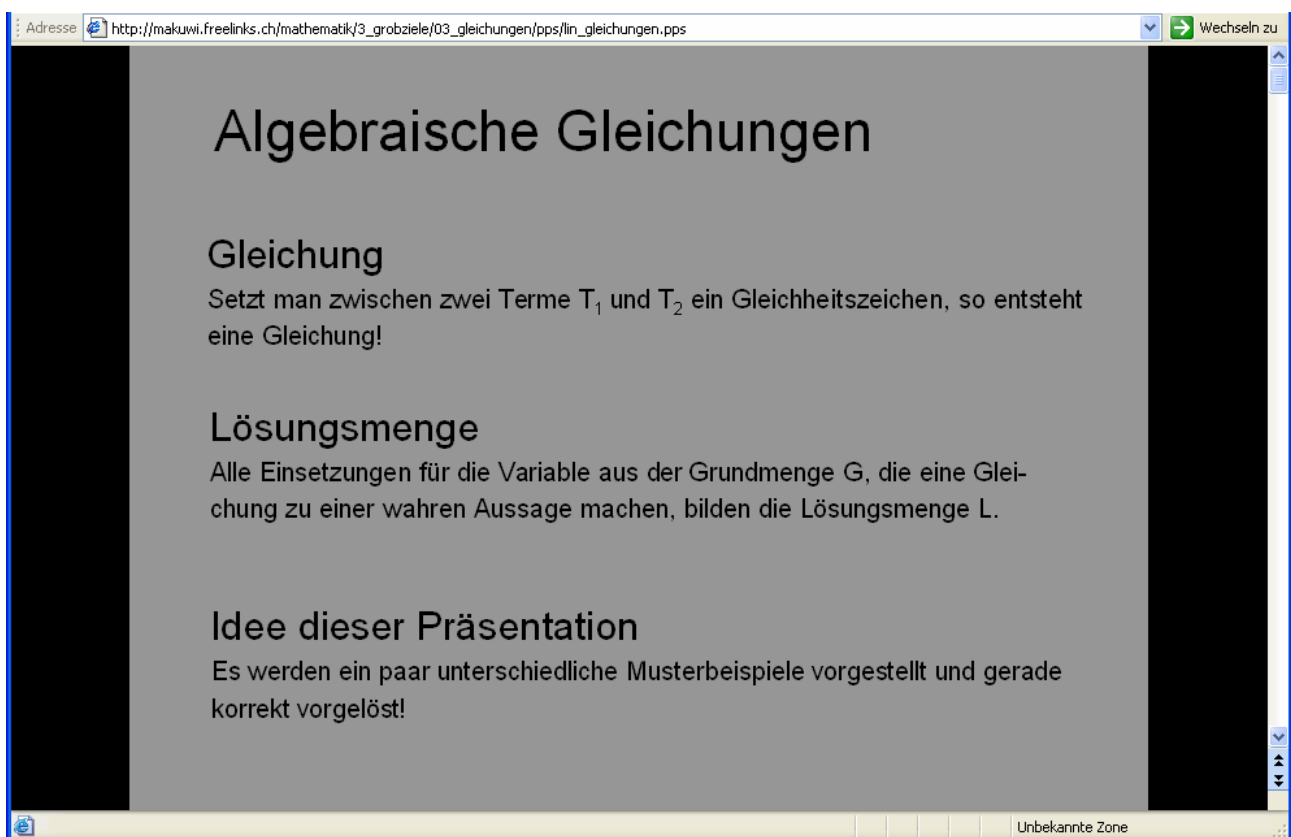 Adresse http://makuwi.freelinks.ch/mathematik/3_grobziele/03_gleichungen/pps/lin_gleichungen.pps Wechseln zu
Algebraische Gleichungen
Gleichung
Setzt man zwischen zwei Terme T₁ und T₂ ein Gleichheitszeichen, so entsteht
eine Gleichung!
Lösungsmenge
Alle Einsetzungen für die Variable aus der Grundmenge G, die eine Glei-
chung zu einer wahren Aussage machen, bilden die Lösungsmenge L.
Idee dieser Präsentation
Es werden ein paar unterschiedliche Musterbeispiele vorgestellt und gerade
korrekt vorgelöst!
Unbekannte Zone